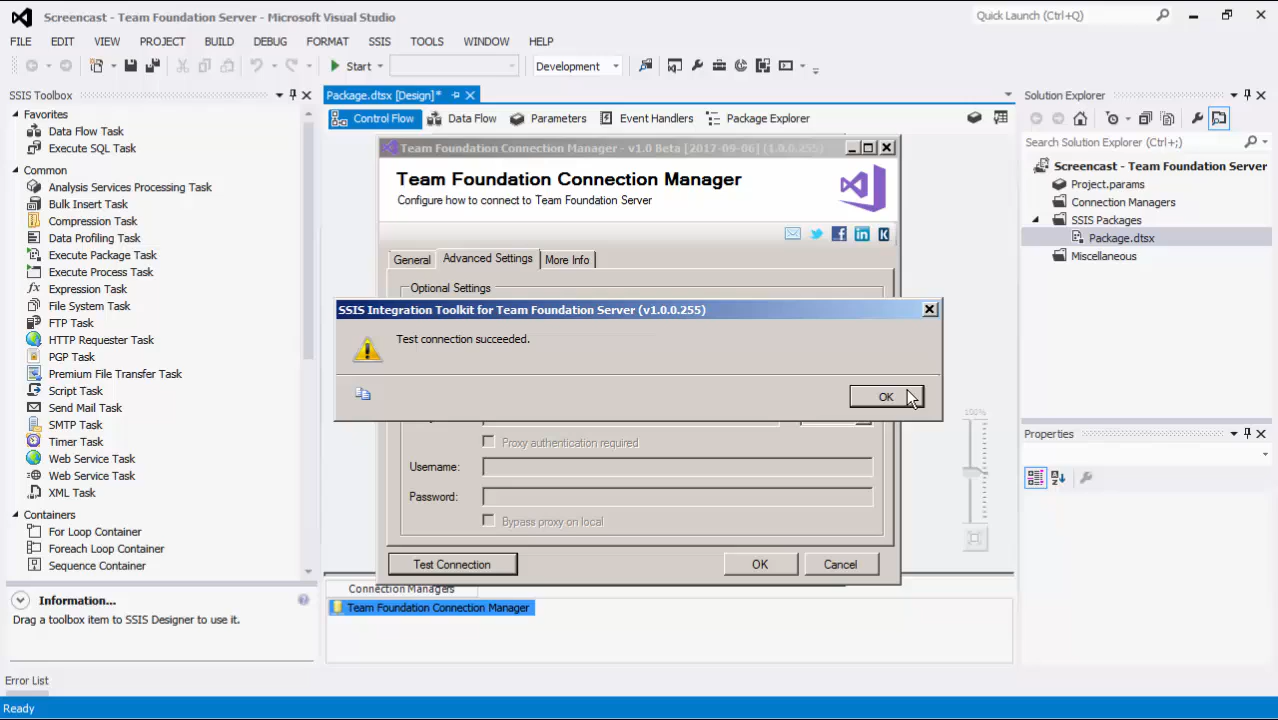 Screencast - Team Foundation Server - Microsoft Visual Studio
Quick Launch (Ctrl+Q)
FILE EDIT VIEW PROJECT BUILD DEBUG FORMAT SSIS TOOLS WINDOW HELP
Start
Development
SSIS Toolbox
Favorites
Data Flow Task
Execute SQL Task
Common
Analysis Services Processing Task
Bulk Insert Task
Compression Task
Data Profiling Task
Execute Package Task
Execute Process Task
Expression Task
File System Task
FTP Task
HTTP Requester Task
PGP Task
Premium File Transfer Task
Script Task
Send Mail Task
SMTP Task
Timer Task
Web Service Task
Web Service Task
XML Task
Containers
For Loop Container
Foreach Loop Container
Sequence Container
Information...
Drag a toolbox item to SSIS Designer to use it.
Error List
Ready
Package.dtsx [Design]*
Control Flow
Data Flow
Parameters
Event Handlers
Package Explorer
Team Foundation Connection Manager - v1.0 Beta [2017-09-06] (1.0.0.255)
Team Foundation Connection Manager
Configure how to connect to Team Foundation Server
General
Advanced Settings
More Info
Optional Settings
SSIS Integration Toolkit for Team Foundation Server (v1.0.0.255)
Test connection succeeded.
OK
Proxy authentication required
Username:
Password:
Bypass proxy on local
Test Connection
OK
Cancel
100%
Connection Managers
Team Foundation Connection Manager
Solution Explorer
Search Solution Explorer (Ctrl+;)
Screencast - Team Foundation Server
Project.params
Connection Managers
SSIS Packages
Package.dtsx
Miscellaneous
Properties